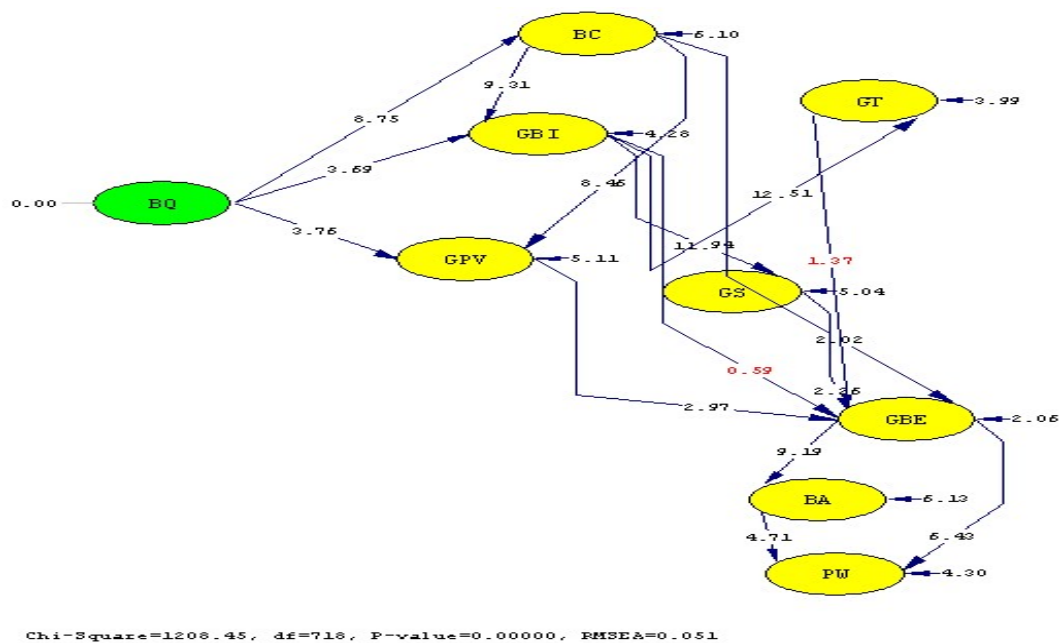 BC
6.10
GT
3.99
9.31
8.75
GBI
4.28
3.69
8.46
12.51
0.00
BQ
3.76
11.94
GPV
5.11
1.37
GS
5.04
2.02
0.59
2.26
2.97
GBE
2.06
9.19
BA
6.13
4.71
6.43
PW
4.30
Chi-Square=1208.45, df=718, P-value=0.00000, RMSEA=0.051